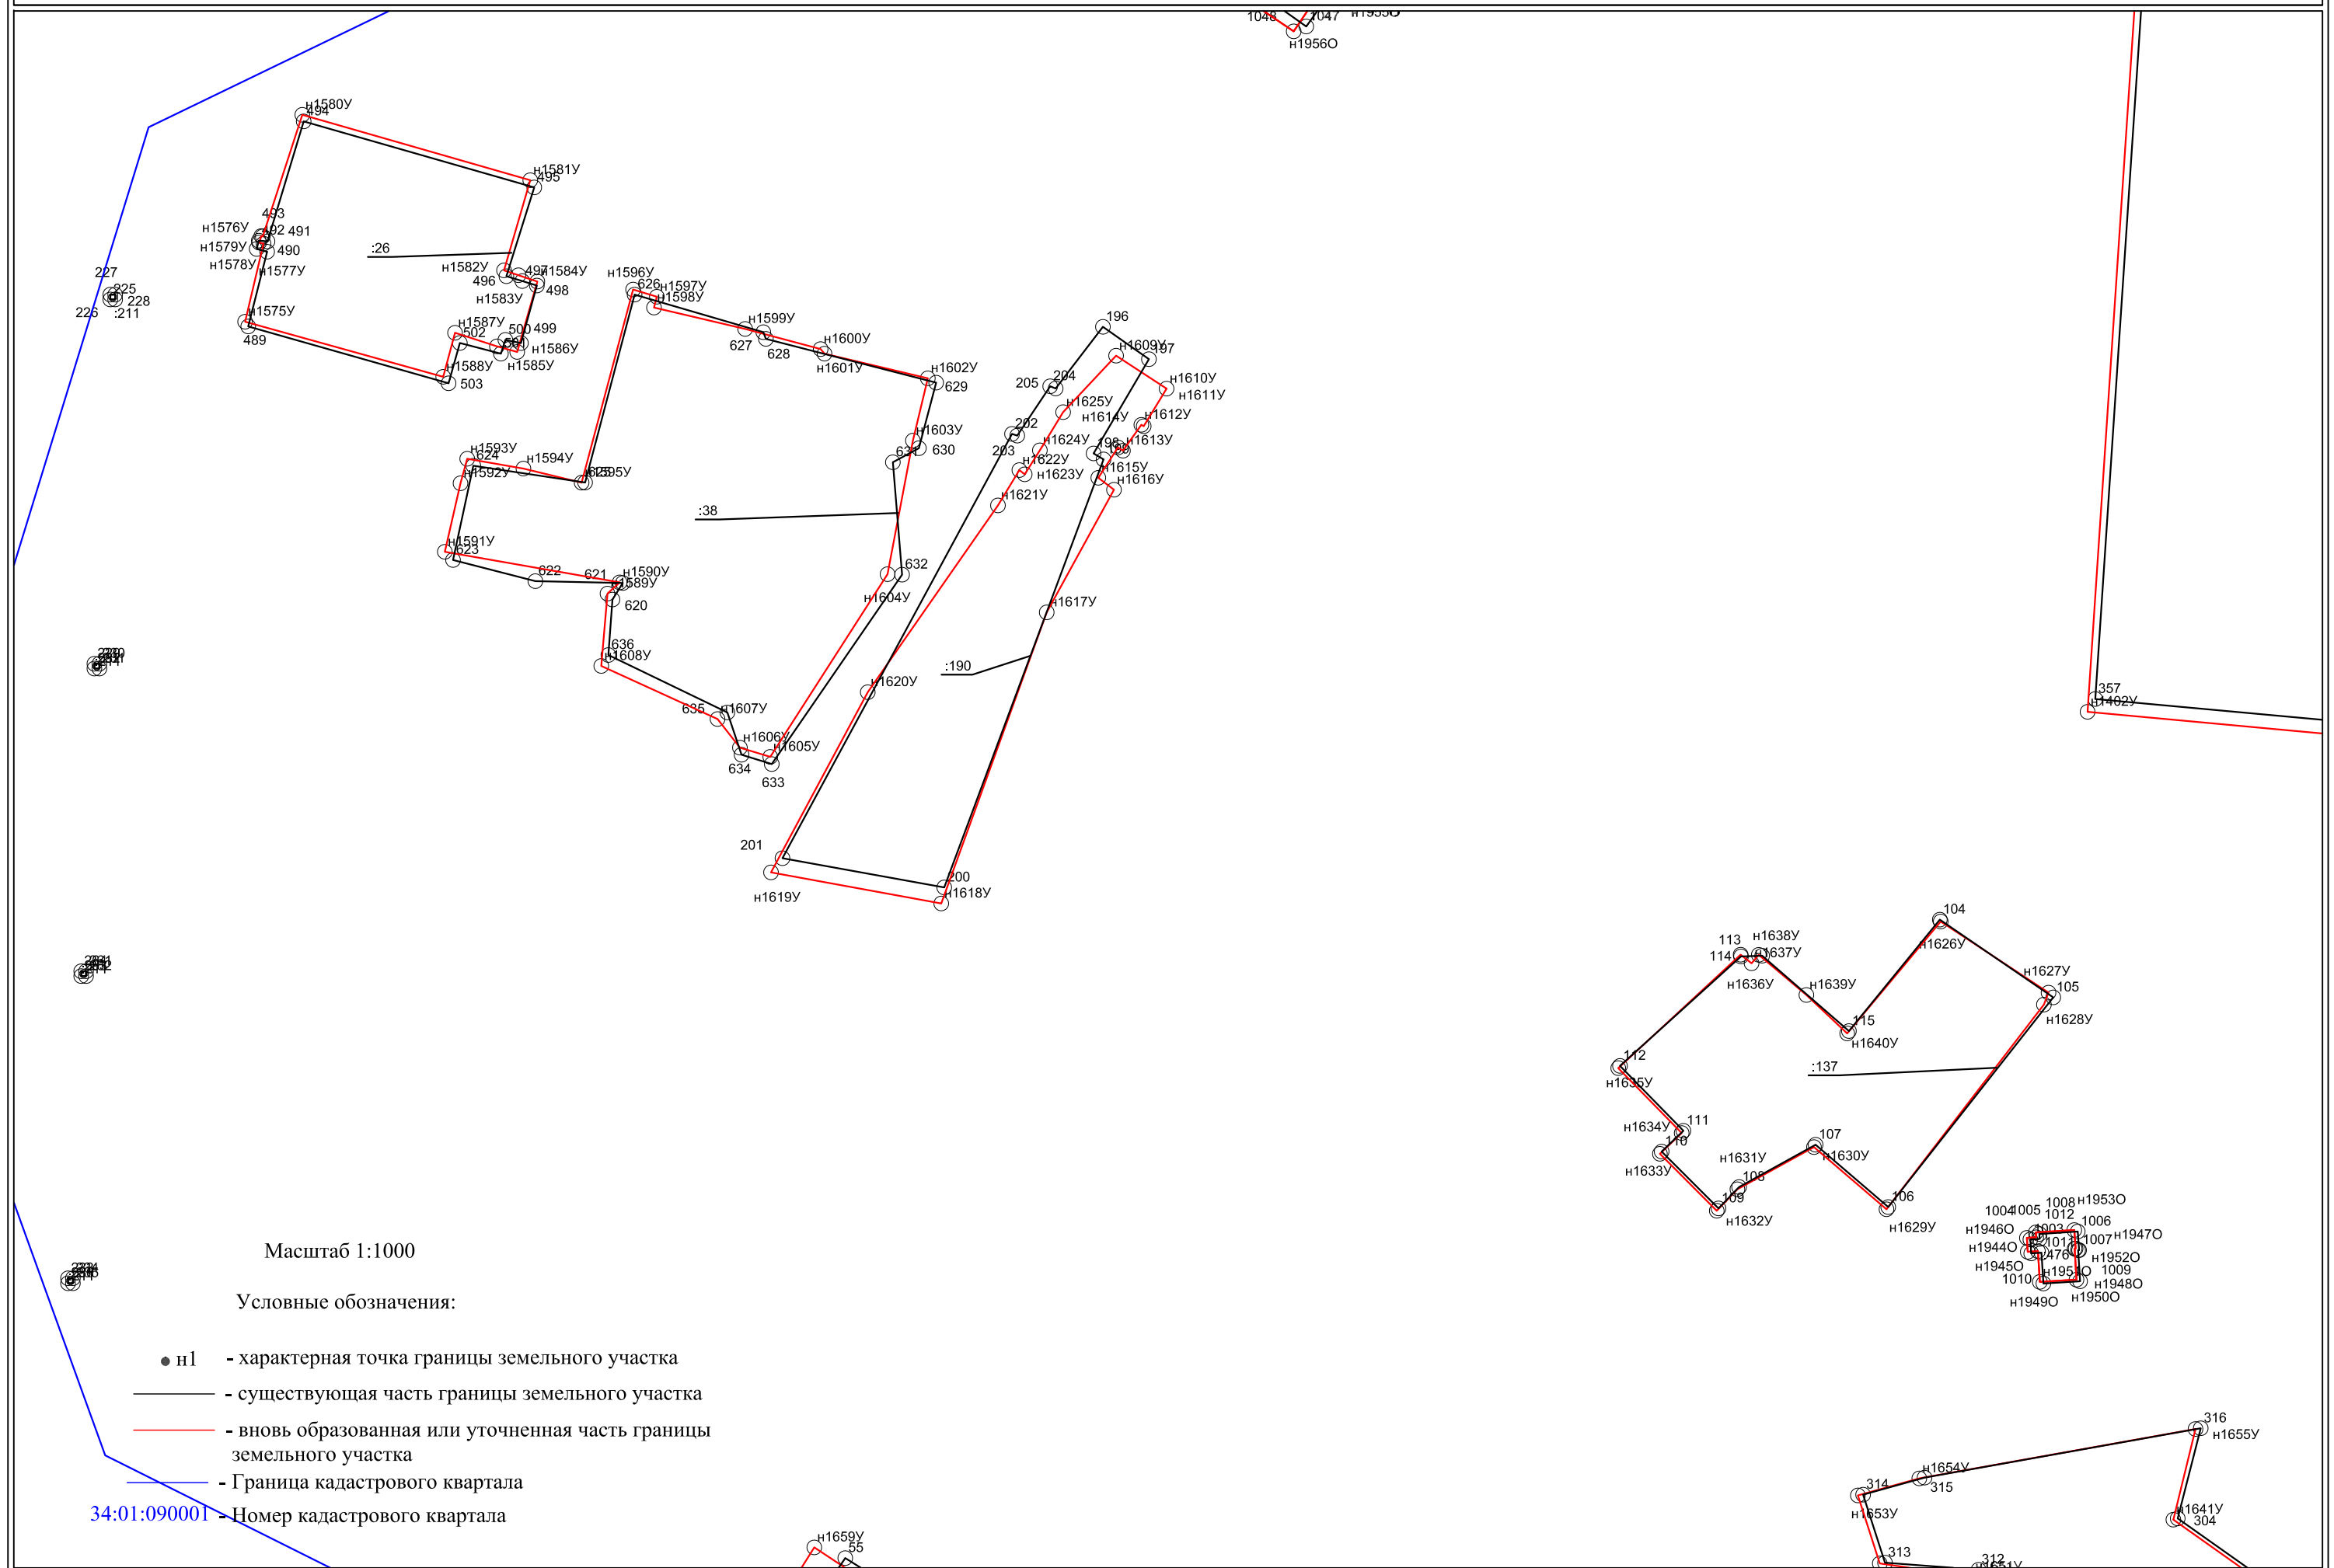 1048
1047
н1955О
н1956О
н1580У
494
н1581У
495
493
н1576У
492
491
н1579У
490
н1578У
н1577У
:26
н1582У
497
н1584У
496
498
н1583У
227
225
228
226
:211
н1575У
489
н1587У
502
500
499
501
н1586У
н1585У
н1588У
503
н1596У
626
н1597У
н1598У
н1599У
627
628
н1600У
н1601У
н1602У
629
н1603У
631
630
н1593У
624
н1594У
н1592У
625
н1595У
:38
н1591У
623
622
621
н1590У
н1589У
620
632
н1604У
636
н1608У
635
н1607У
н1606У
н1605У
634
633
196
197
н1609У
н1610У
н1611У
205
204
н1625У
н1614У
н1612У
202
203
н1624У
198
199
н1613У
н1622У
н1623У
н1615У
н1616У
н1621У
н1617У
:190
н1620У
201
200
н1618У
н1619У
357
н1402У
104
н1626У
113
н1638У
114
н1637У
н1636У
н1639У
н1627У
105
н1628У
115
н1640У
112
н1635У
:137
н1634У
111
110
н1633У
107
н1631У
н1630У
108
109
н1632У
106
н1629У
1004
1005
1008
н1953О
1012
1006
н1946О
1003
н1947О
1007
н1944О
1011
476
н1952О
н1945О
н1951О
1009
1010
н1948О
н1949О
н1950О
Масштаб 1:1000
Условные обозначения:
н1 - характерная точка границы земельного участка
- существующая часть границы земельного участка
- вновь образованная или уточненная часть границы
земельного участка
- Граница кадастрового квартала
34:01:090001 - Номер кадастрового квартала
316
н1655У
н1654У
314
315
н1653У
н1641У
304
313
312
н1651У
н1659У
55